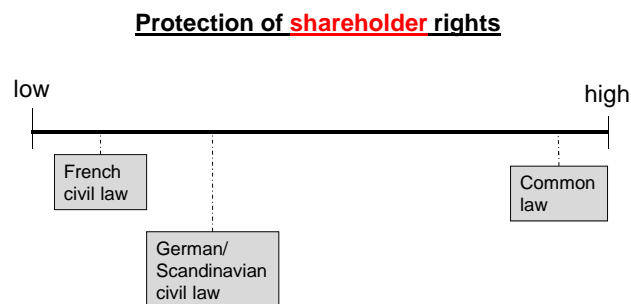 Protection of shareholder rights
low
high
French
civil law
Common
law
German/
Scandinavian
civil law